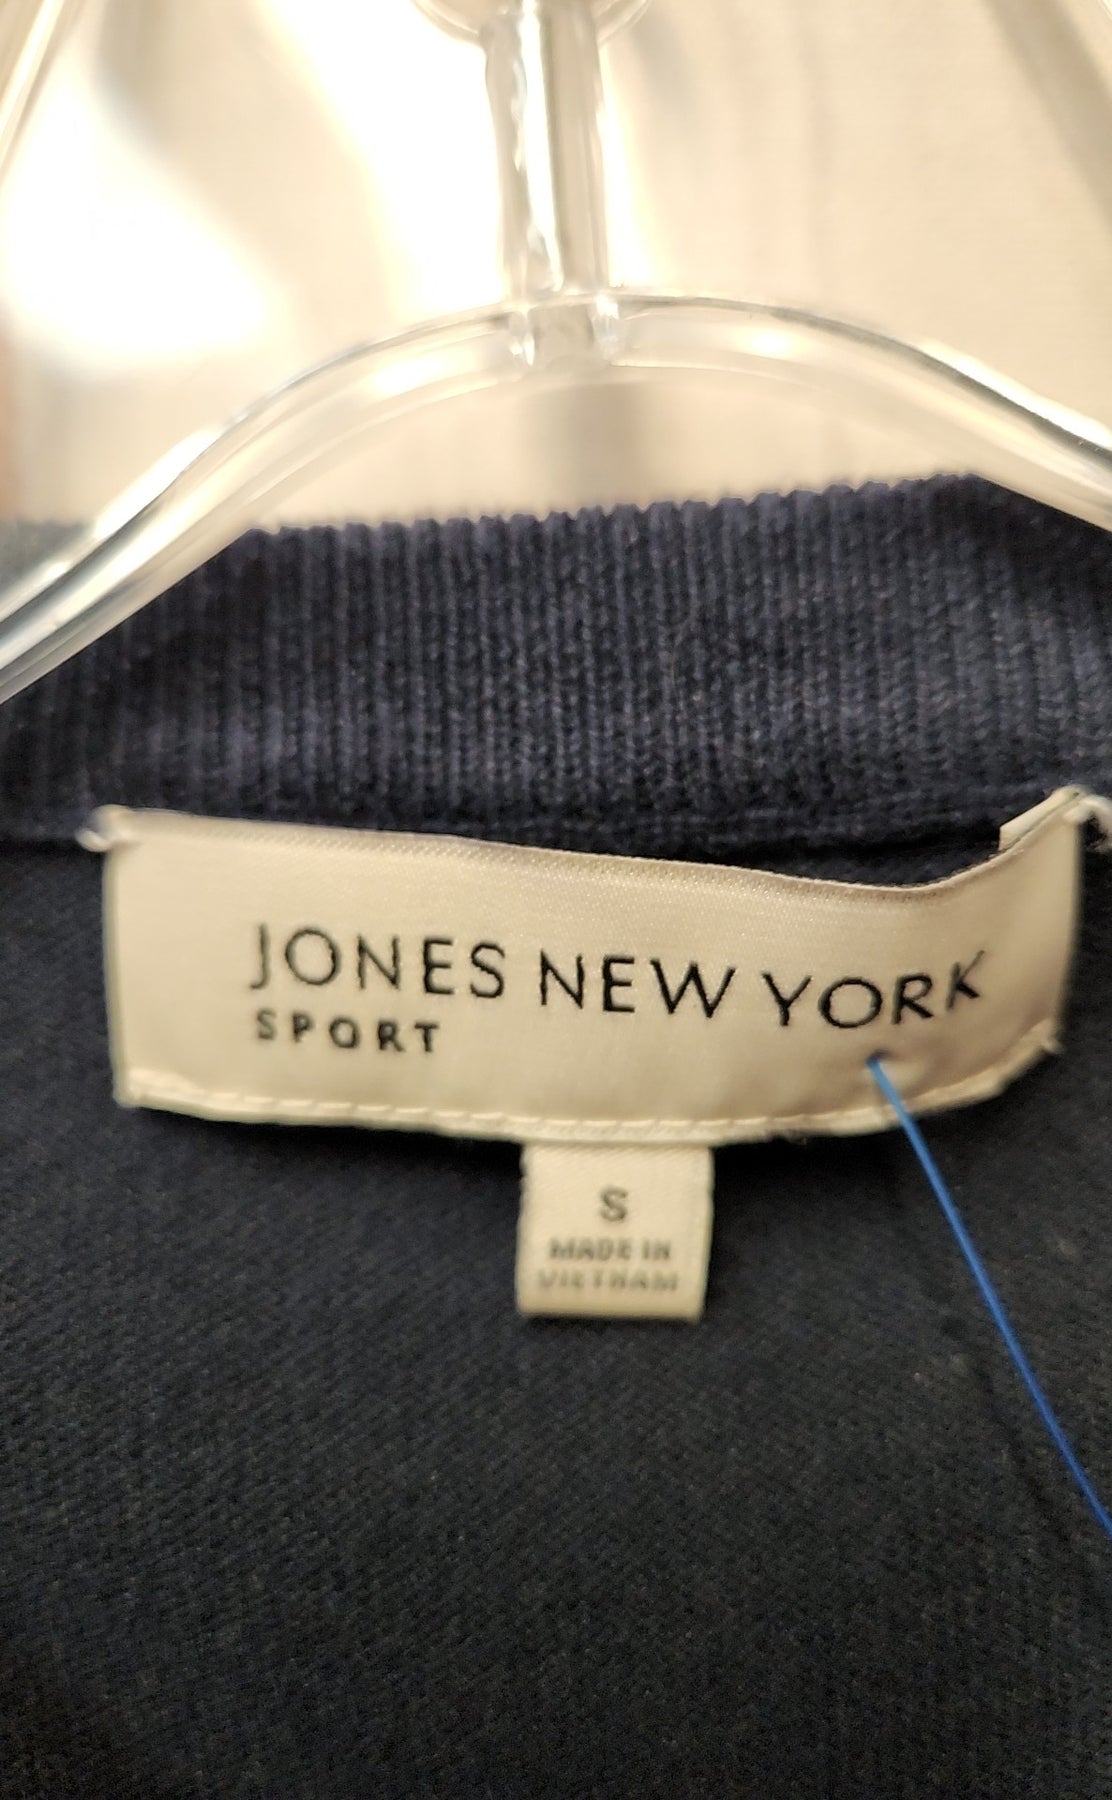 JONES NEW YORK
SPORT
S
MADE IN
VIETNAM